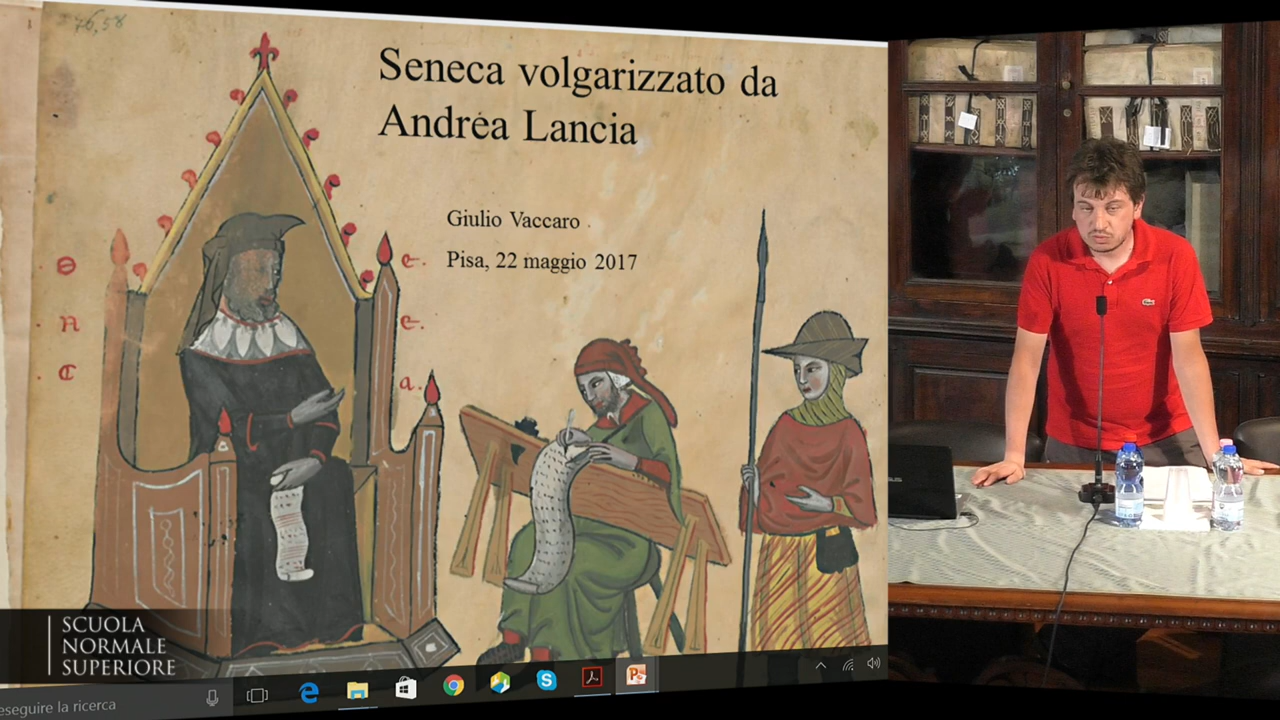 76,58
Seneca volgarizzato da
Andrea Lancia
Giulio Vaccaro
Pisa, 22 maggio 2017
e.
n
e.
c
a.
SCUOLA
NORMALE
SUPERIORE
eseguire la ricerca